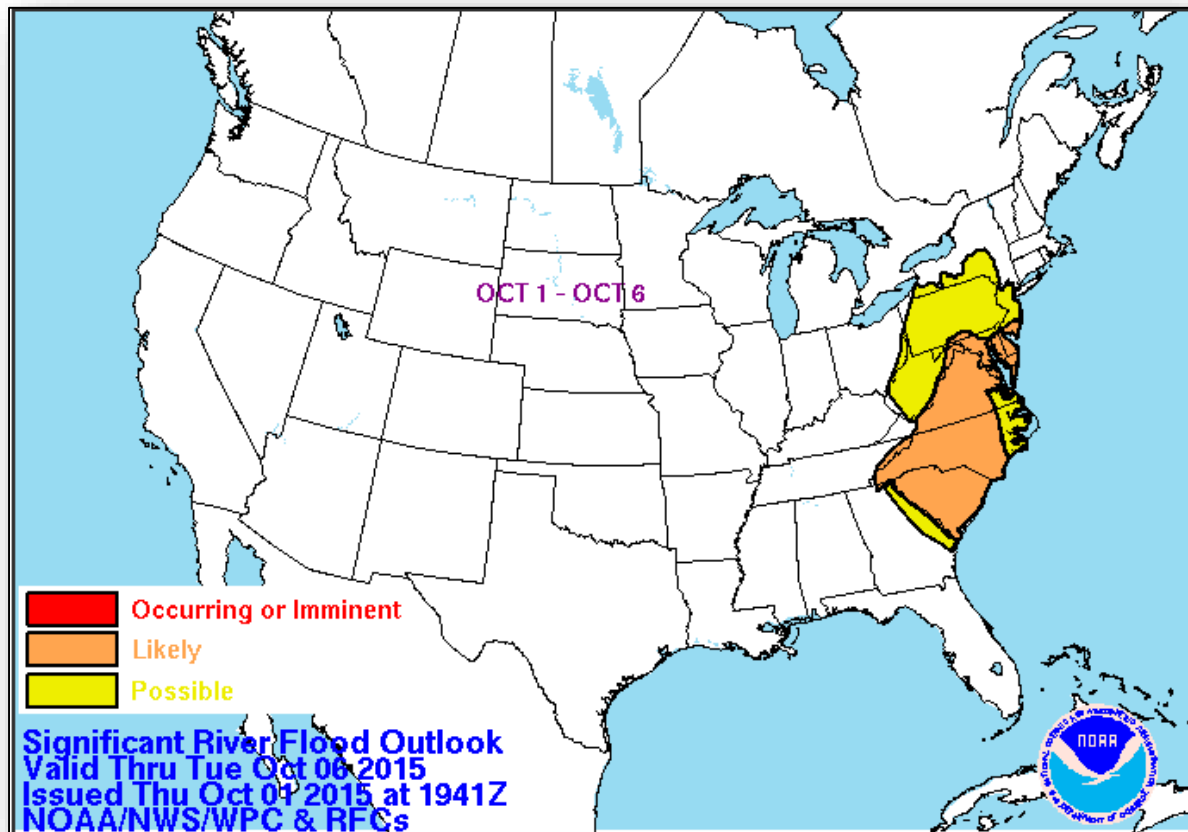 OCT 1 - OCT 6
Occurring or Imminent
Likely
Possible
Significant River Flood Outlook
Valid Thru Tue Oct 06 2015
Issued Thu Oct 01 2015 at 1941Z
NOAA/NWS/WPC & RFCs
NOAA